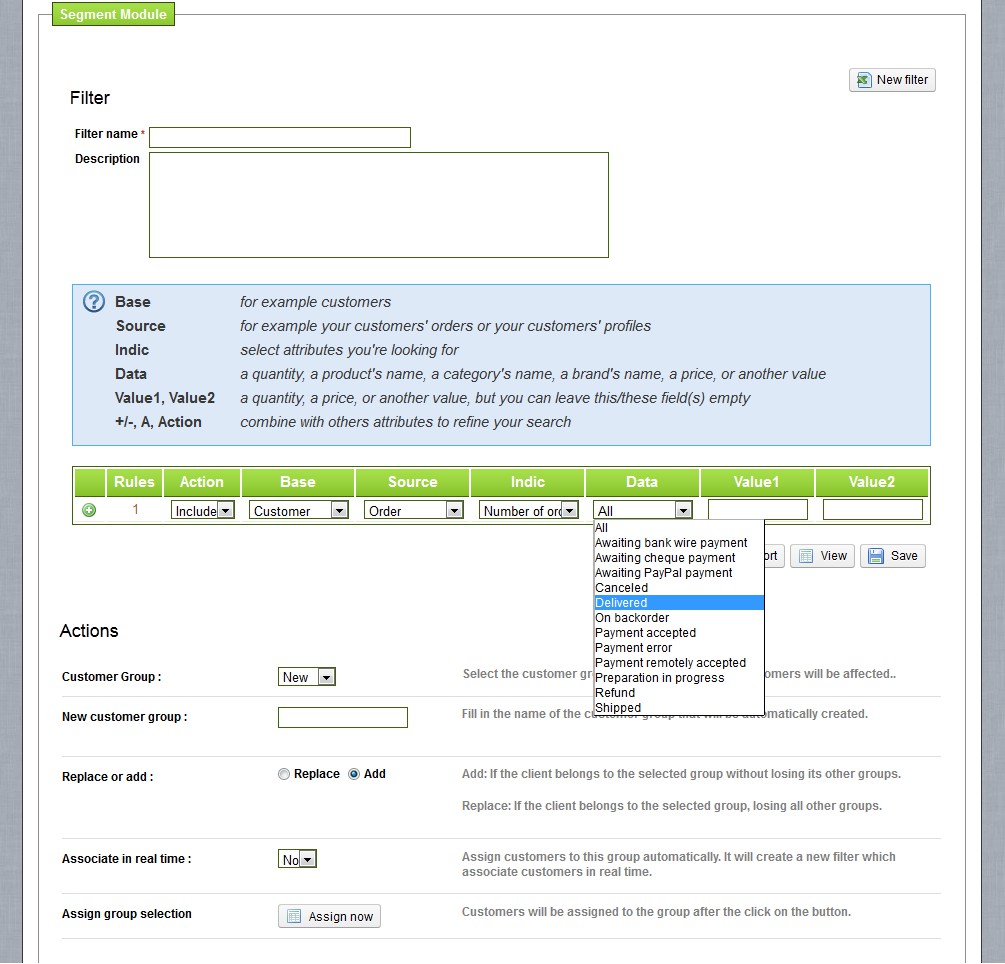 Segment Module
New filter
Filter
Filter name *
Description
Base for example customers
Source for example your customers' orders or your customers' profiles
Indic select attributes you're looking for
Data a quantity, a product's name, a category's name, a brand's name, a price, or another value
Value1, Value2 a quantity, a price, or another value, but you can leave this/these field(s) empty
+/-, A, Action combine with others attributes to refine your search
Rules Action Base Source Indic Data Value1 Value2
1 Include Customer Order Number of ord All
All
Awaiting bank wire payment
Awaiting cheque payment
Awaiting PayPal payment
Canceled
Delivered
On backorder
Payment accepted
Payment error
Payment remotely accepted
Preparation in progress
Refund
Shipped
ort View Save
Actions
Customer Group : New Select the customer gr omers will be affected..
New customer group : Fill in the name of the customer group that will be automatically created.
Replace or add : Replace Add Add: If the client belongs to the selected group without losing its other groups.
Replace: If the client belongs to the selected group, losing all other groups.
Associate in real time : No Assign customers to this group automatically. It will create a new filter which
associate customers in real time.
Assign group selection Assign now Customers will be assigned to the group after the click on the button.